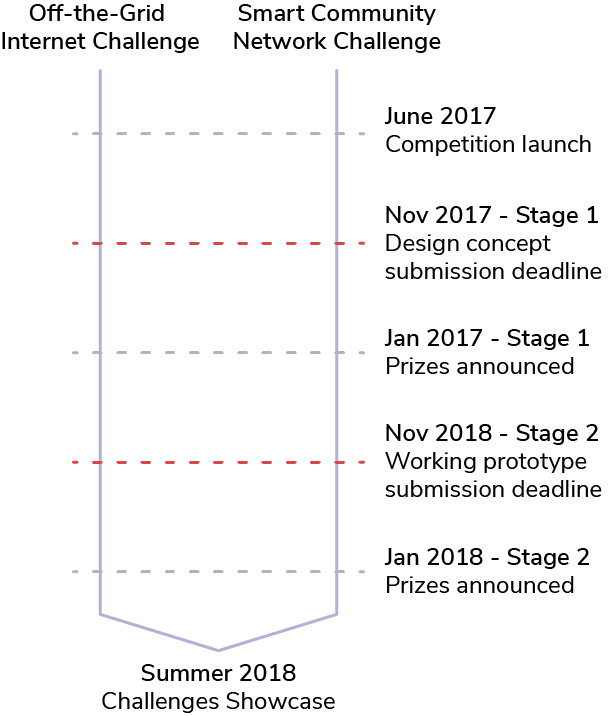 Off-the-Grid
Internet Challenge
Smart Community
Network Challenge
June 2017
Competition launch
Nov 2017 - Stage 1
Design concept
submission deadline
Jan 2017 - Stage 1
Prizes announced
Nov 2018 - Stage 2
Working prototype
submission deadline
Jan 2018 - Stage 2
Prizes announced
Summer 2018
Challenges Showcase